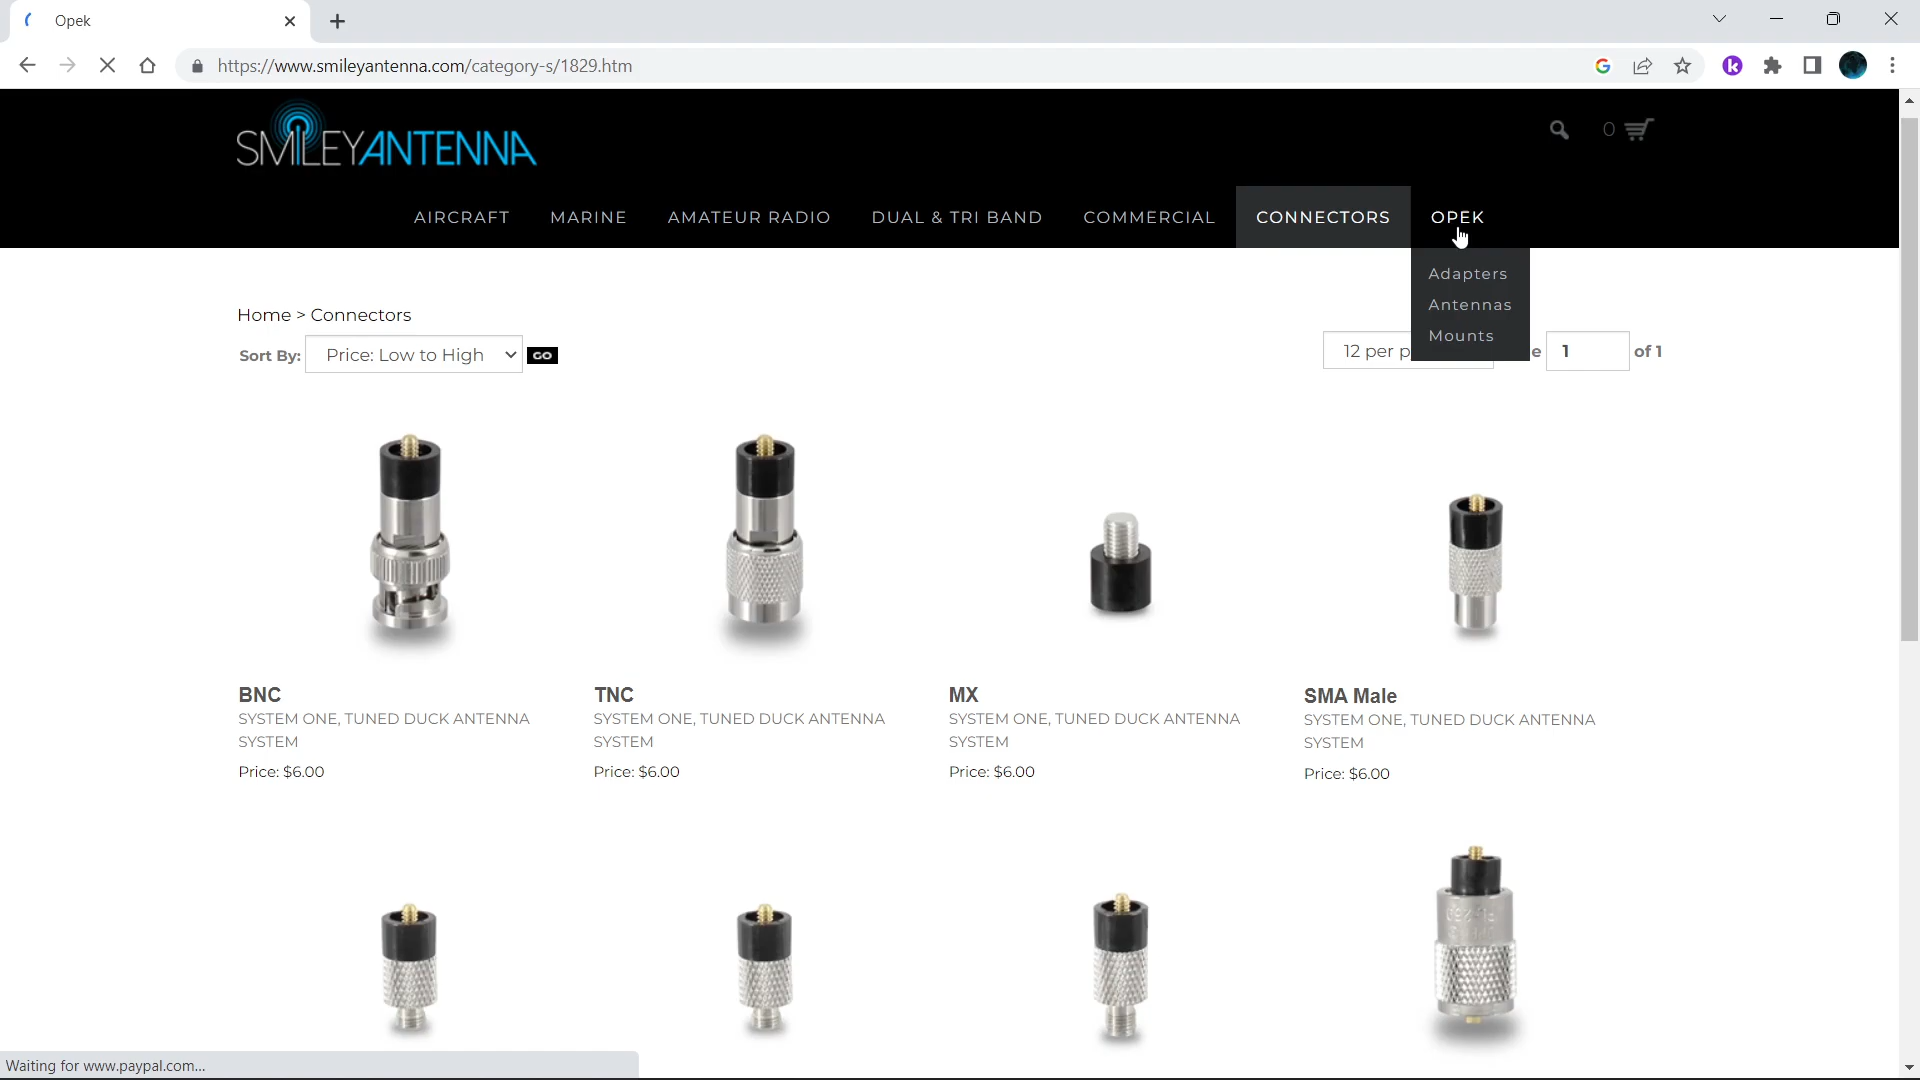 Opek
https://www.smileyantenna.com/category-s/1829.htm
SMILEYANTENNA
0
AIRCRAFT MARINE AMATEUR RADIO DUAL & TRI BAND COMMERCIAL CONNECTORS OPEK
Adapters
Antennas
Mounts
Home > Connectors
Sort By: Price: Low to High GO
12 per p e 1 of 1
BNC
SYSTEM ONE, TUNED DUCK ANTENNA
SYSTEM
Price: $6.00
TNC
SYSTEM ONE, TUNED DUCK ANTENNA
SYSTEM
Price: $6.00
MX
SYSTEM ONE, TUNED DUCK ANTENNA
SYSTEM
Price: $6.00
SMA Male
SYSTEM ONE, TUNED DUCK ANTENNA
SYSTEM
Price: $6.00
Waiting for www.paypal.com...